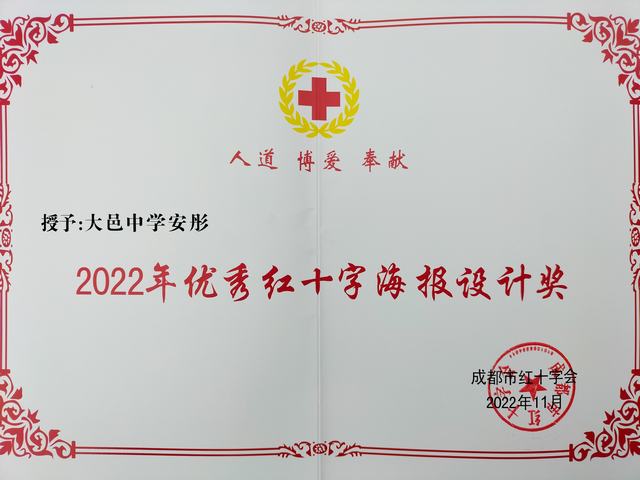 人道 博爱 奉献
授予:大邑中学安彤
2022年优秀红十字海报设计奖
成都市红十字会
2022年11月